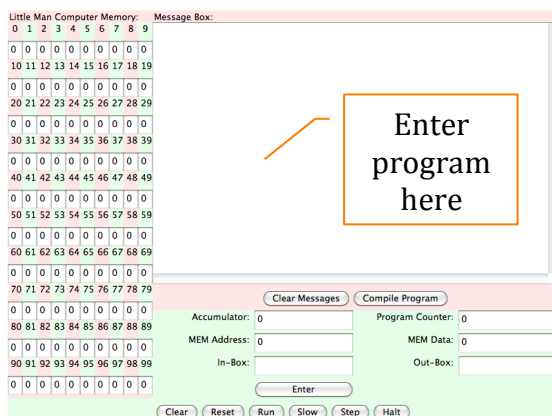 Little Man Computer Memory: Message Box:
0 1 2 3 4 5 6 7 8 9
0 0 0 0 0 0 0 0 0 0
10 11 12 13 14 15 16 17 18 19
0 0 0 0 0 0 0 0 0 0
20 21 22 23 24 25 26 27 28 29
0 0 0 0 0 0 0 0 0 0
30 31 32 33 34 35 36 37 38 39
0 0 0 0 0 0 0 0 0 0
40 41 42 43 44 45 46 47 48 49
0 0 0 0 0 0 0 0 0 0
50 51 52 53 54 55 56 57 58 59
0 0 0 0 0 0 0 0 0 0
60 61 62 63 64 65 66 67 68 69
0 0 0 0 0 0 0 0 0 0
70 71 72 73 74 75 76 77 78 79
0 0 0 0 0 0 0 0 0 0
80 81 82 83 84 85 86 87 88 89
0 0 0 0 0 0 0 0 0 0
90 91 92 93 94 95 96 97 98 99
0 0 0 0 0 0 0 0 0 0
Enter
program
here
Clear Messages Compile Program
Accumulator: 0 Program Counter: 0
MEM Address: 0 MEM Data: 0
In-Box: Out-Box:
Enter
Clear Reset Run Slow Step Halt